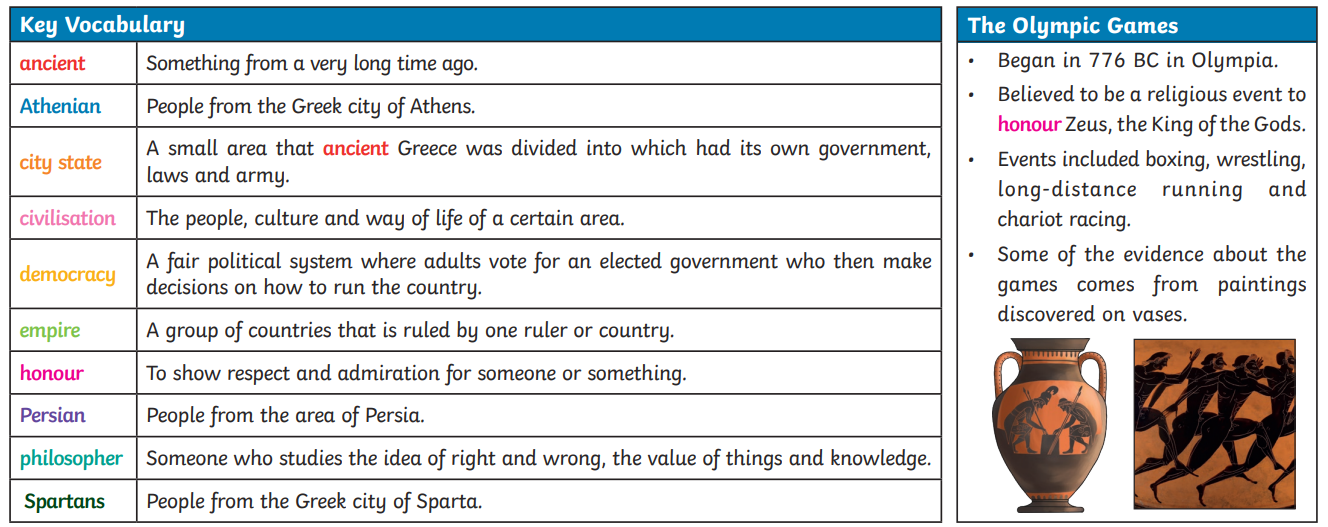 Key Vocabulary
ancient
Something from a very long time ago.
Athenian
People from the Greek city of Athens.
city state
A small area that ancient Greece was divided into which had its own government,
laws and army.
civilisation
The people, culture and way of life of a certain area.
democracy
A fair political system where adults vote for an elected government who then make
decisions on how to run the country.
empire
A group of countries that is ruled by one ruler or country.
honour
To show respect and admiration for someone or something.
Persian
People from the area of Persia.
philosopher
Someone who studies the idea of right and wrong, the value of things and knowledge.
Spartans
People from the Greek city of Sparta.
The Olympic Games
• Began in 776 BC in Olympia.
• Believed to be a religious event to
honour Zeus, the King of the Gods.
• Events included boxing, wrestling,
long-distance running and
chariot racing.
• Some of the evidence about the
games comes from paintings
discovered on vases.